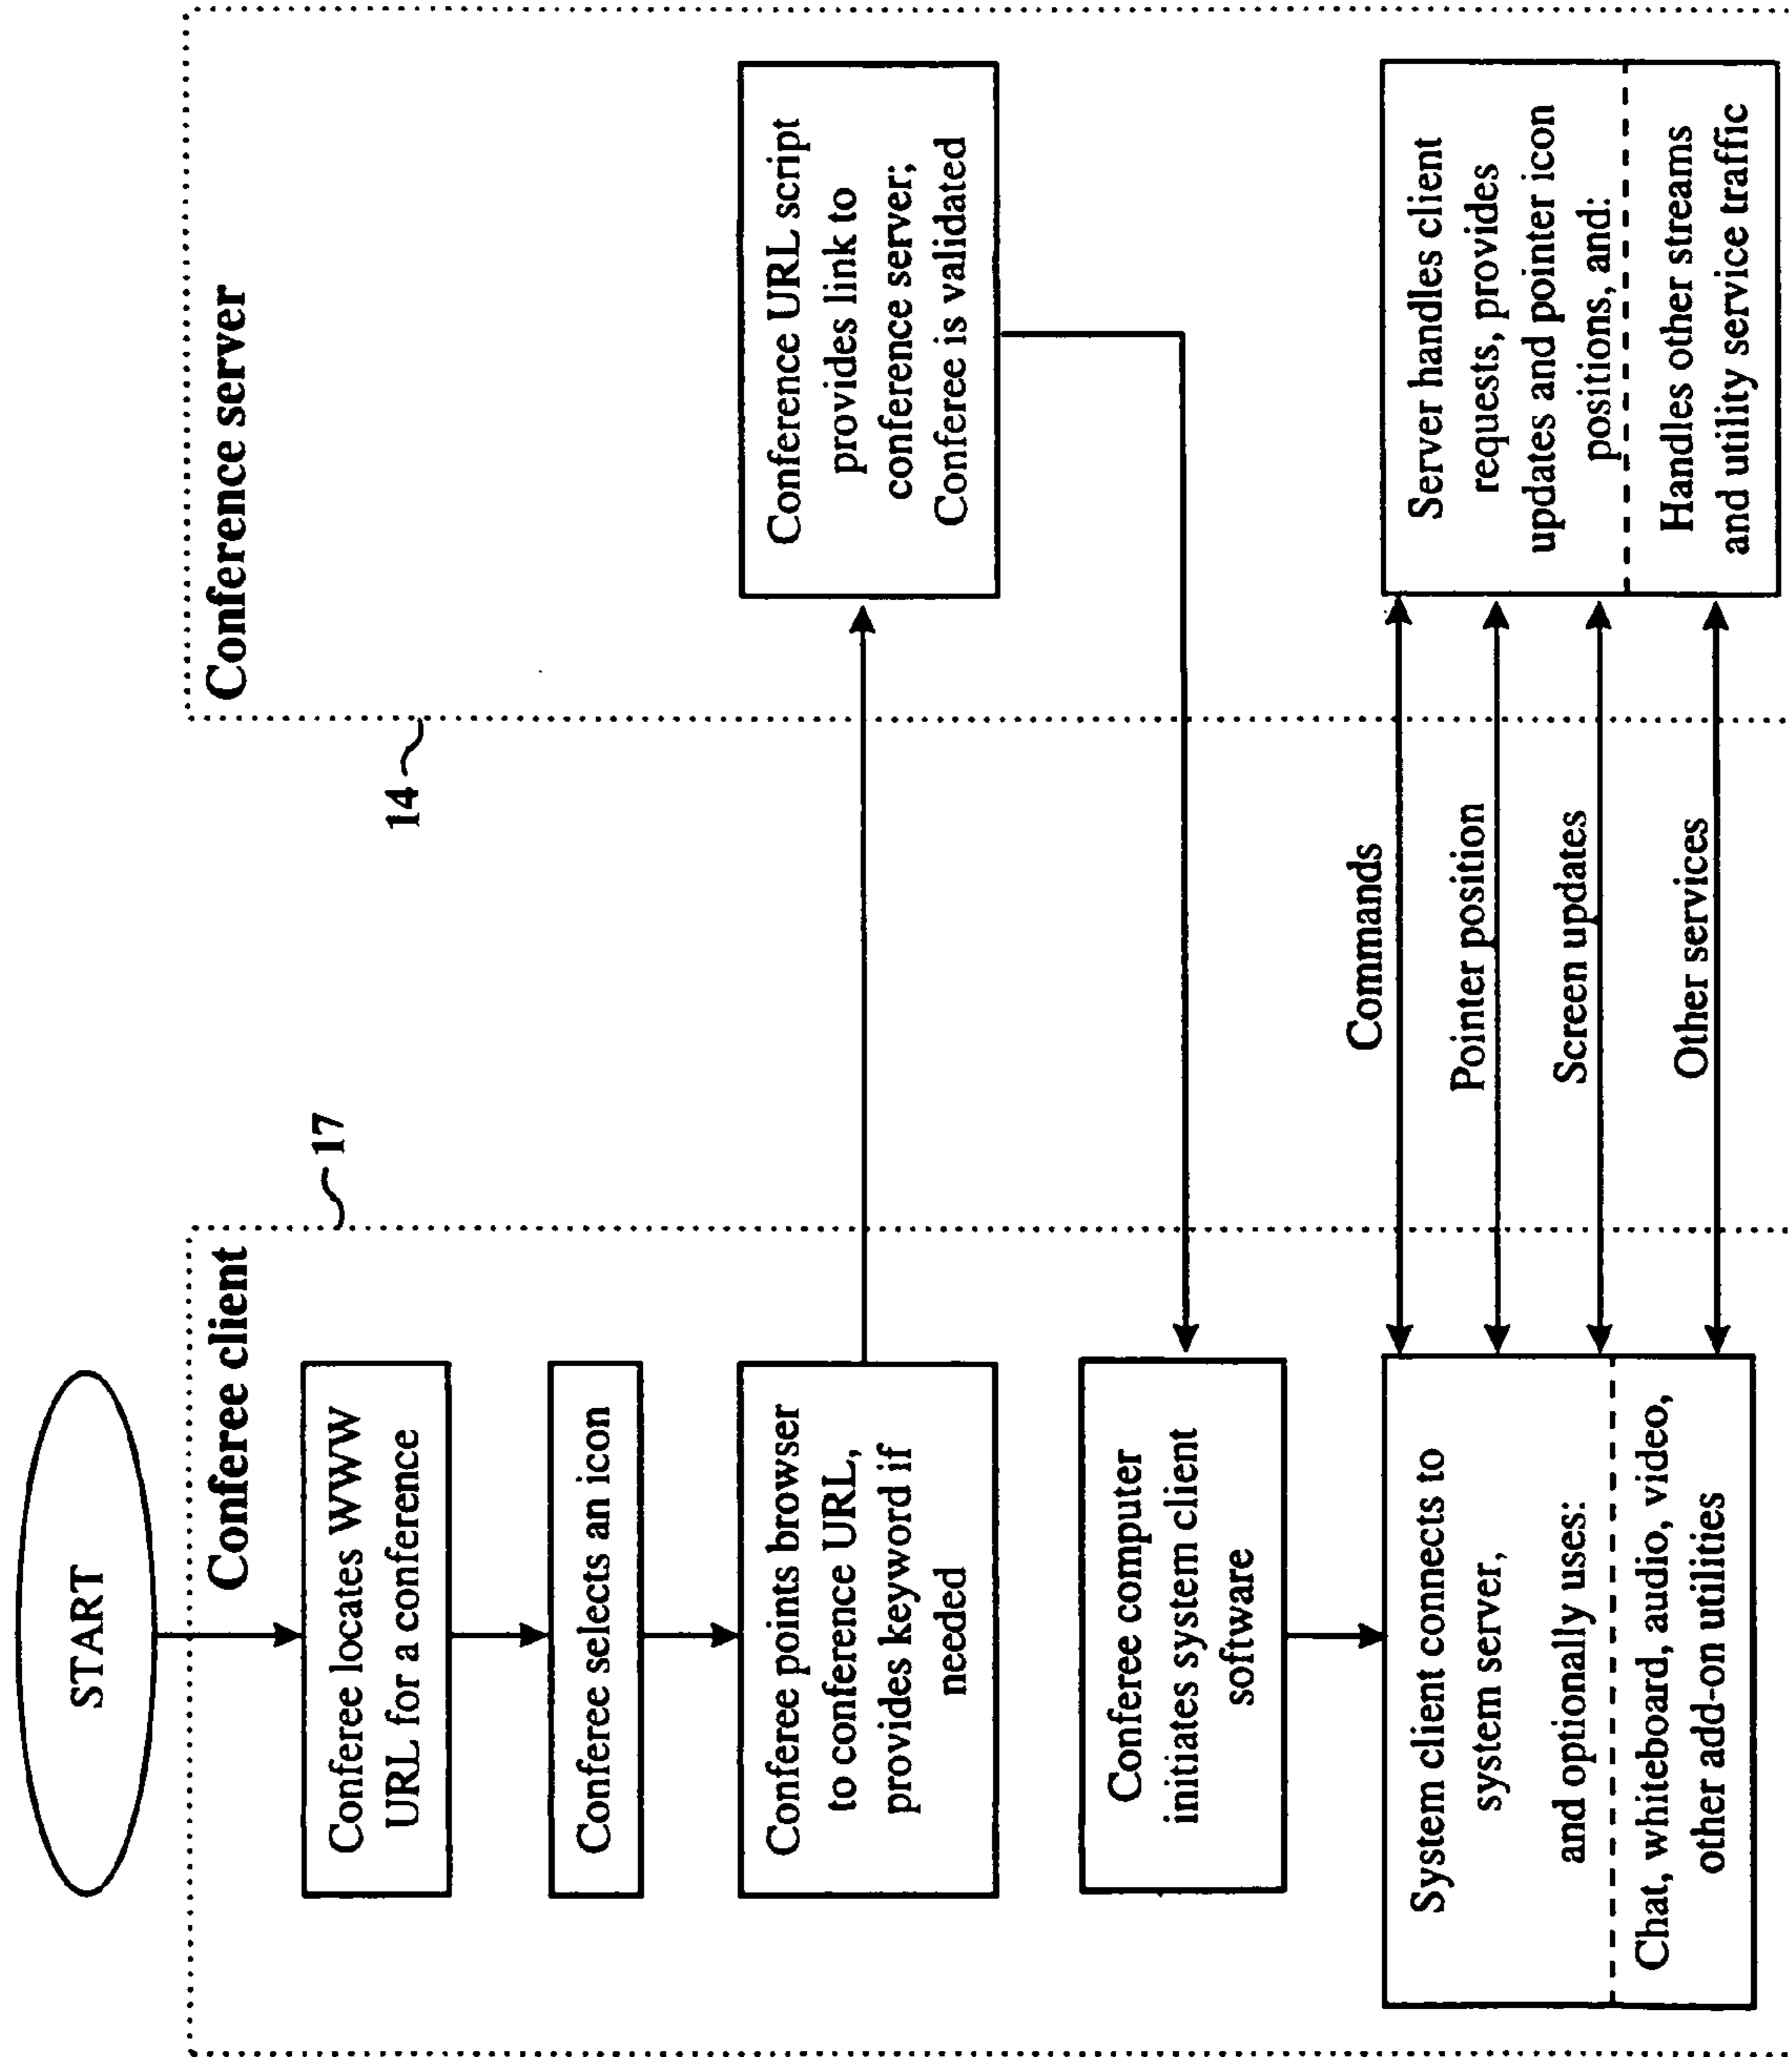 START
Conferee client
17
Conferee locates WWW
URL for a conference
Conferee selects an icon
Conferee points browser
to conference URL,
provides keyword if
needed
Conferee computer
initiates system client
software
System client connects to
system server,
and optionally uses:
Chat, whiteboard, audio, video,
other add-on utilities
Commands
Pointer position
Screen updates
Other services
14
Conference server
Conference URL script
provides link to
conference server;
Conferee is validated
Server handles client
requests, provides
updates and pointer icon
positions, and:
Handles other streams
and utility service traffic